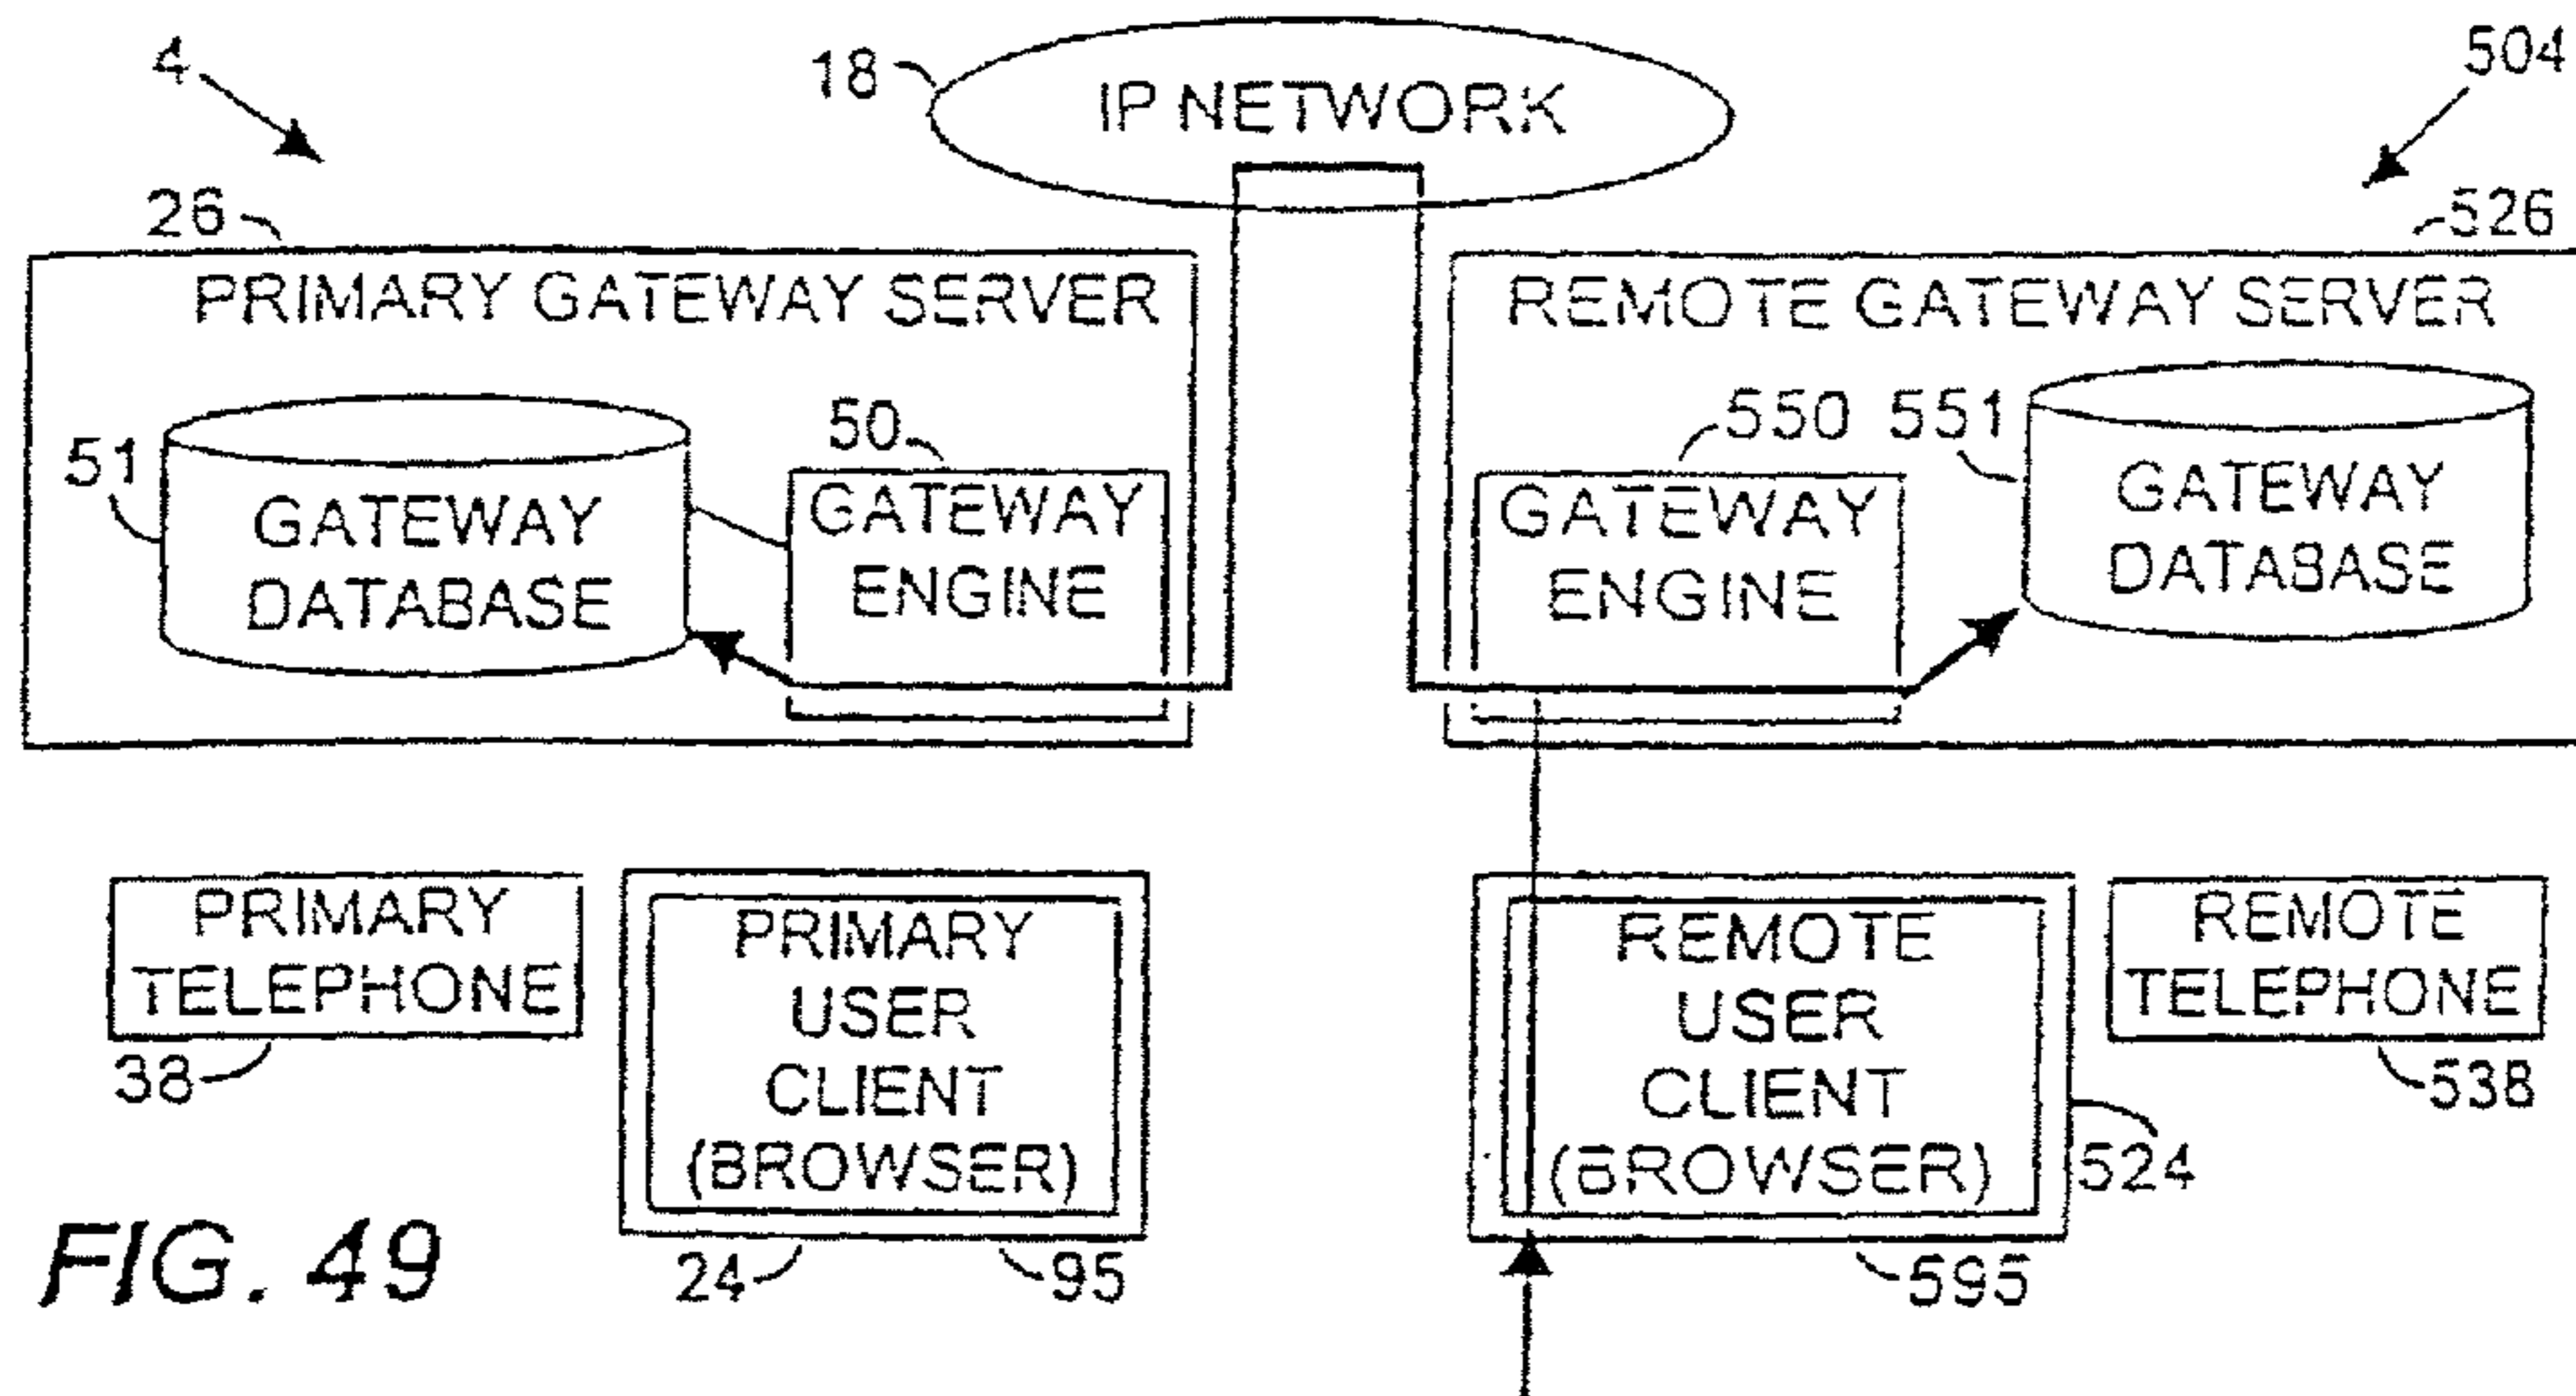 4
18
IP NETWORK
504
26
526
PRIMARY GATEWAY SERVER
REMOTE GATEWAY SERVER
51
GATEWAY
DATABASE
50
GATEWAY
ENGINE
550
551
GATEWAY
ENGINE
GATEWAY
DATABASE
PRIMARY
TELEPHONE
38
PRIMARY
USER
CLIENT
(BROWSER)
24
95
REMOTE
USER
CLIENT
(BROWSER)
524
595
REMOTE
TELEPHONE
538
FIG. 49